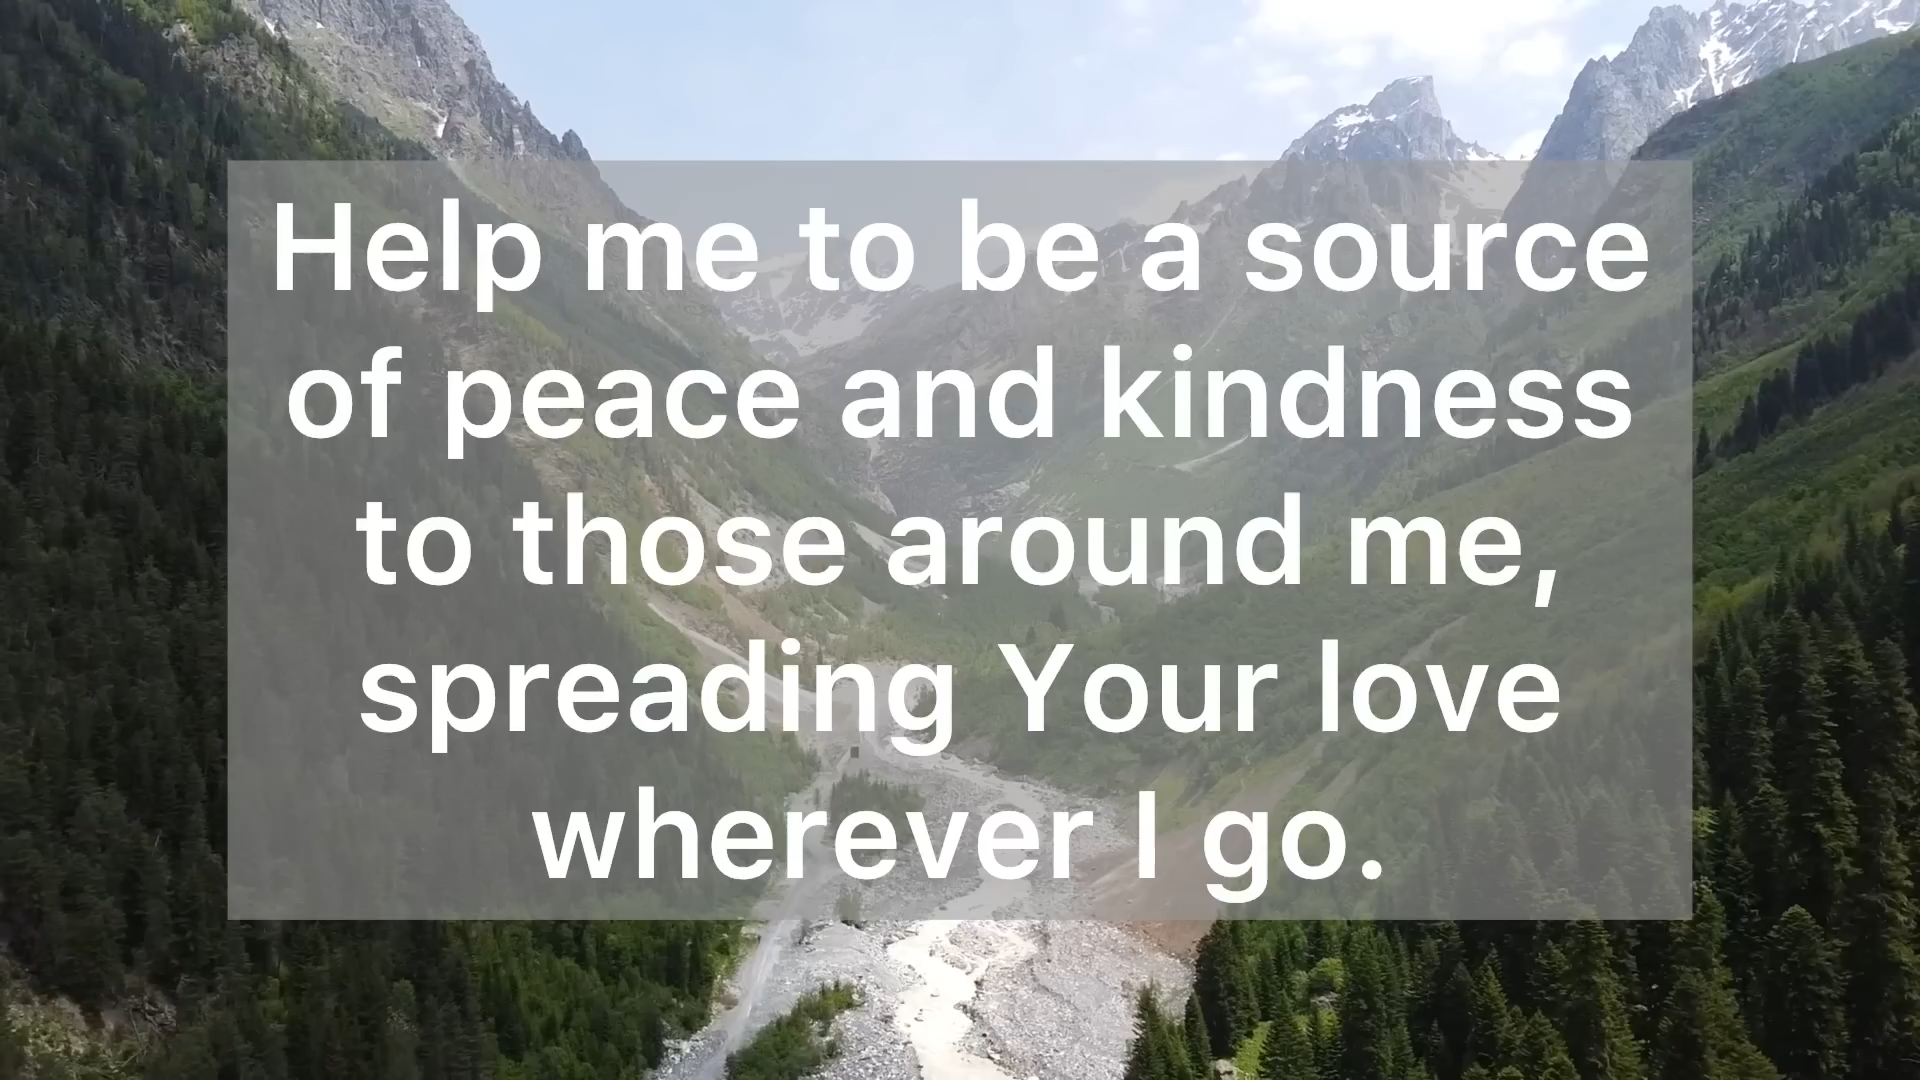 Help me to be a source
of peace and kindness
to those around me,
spreading Your love
wherever I go.